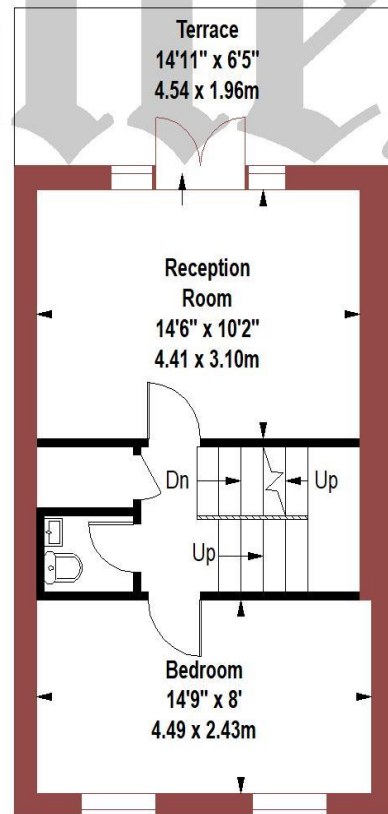 Terrace
14'11" x 6'5"
4.54 x 1.96m
Reception
Room
14'6" x 10'2"
4.41 x 3.10m
Dn
Up
Up
Bedroom
14'9" x 8'
4.49 x 2.43m